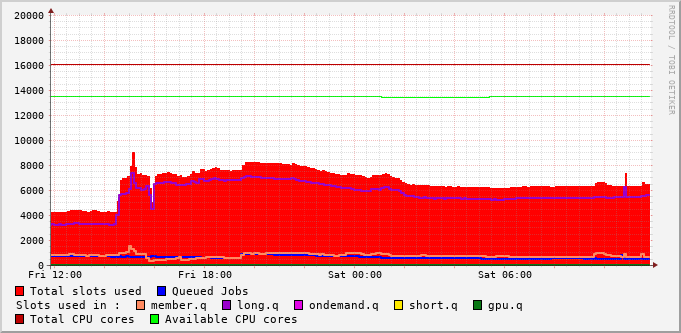 20000
18000
16000
14000
12000
10000
8000
6000
4000
2000
0
Fri 12:00 Fri 18:00 Sat 00:00 Sat 06:00
Total slots used Queued Jobs
Slots used in : member.q long.q ondemand.q short.q gpu.q
Total CPU cores Available CPU cores
RRDTOOL / TOBI OETIKER